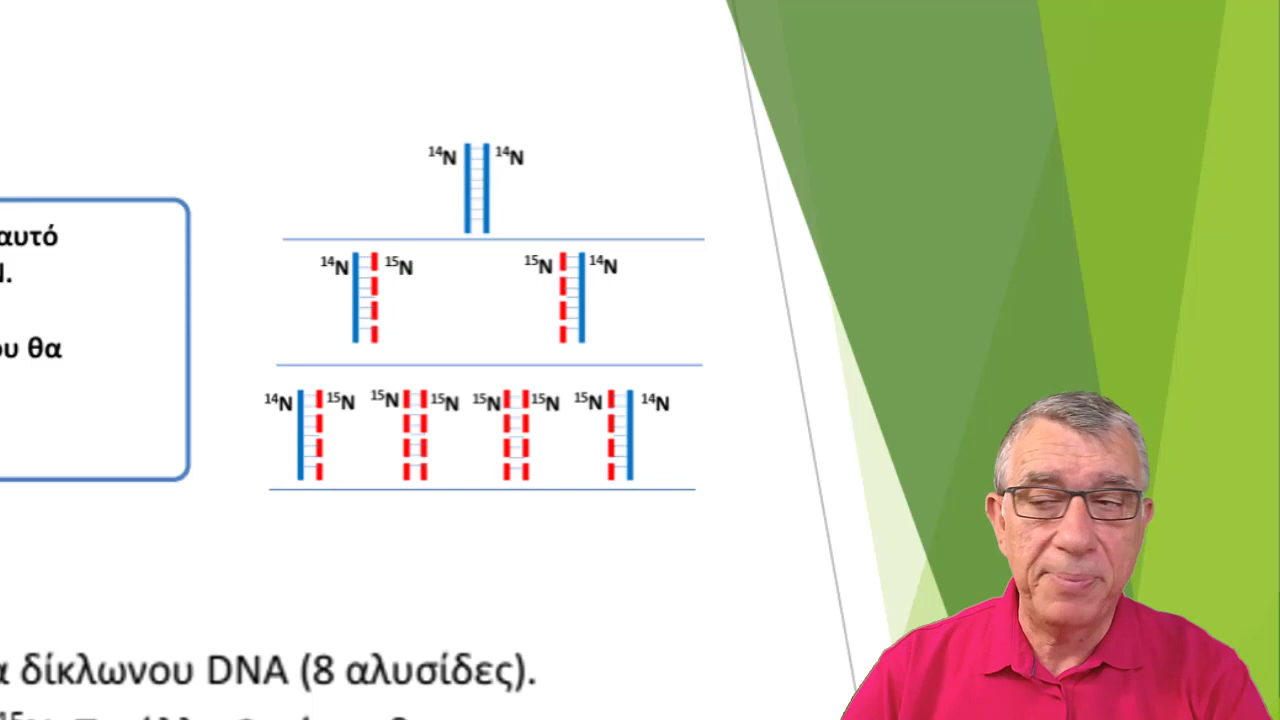 αυτό
Ν.
ου θα
¹⁴N ¹⁴N
¹⁴N ¹⁵N ¹⁵N ¹⁴N
¹⁴N ¹⁵N ¹⁵N ¹⁵N ¹⁵N ¹⁵N ¹⁵N ¹⁴N
α δίκλωνου DNA (8 αλυσίδες).